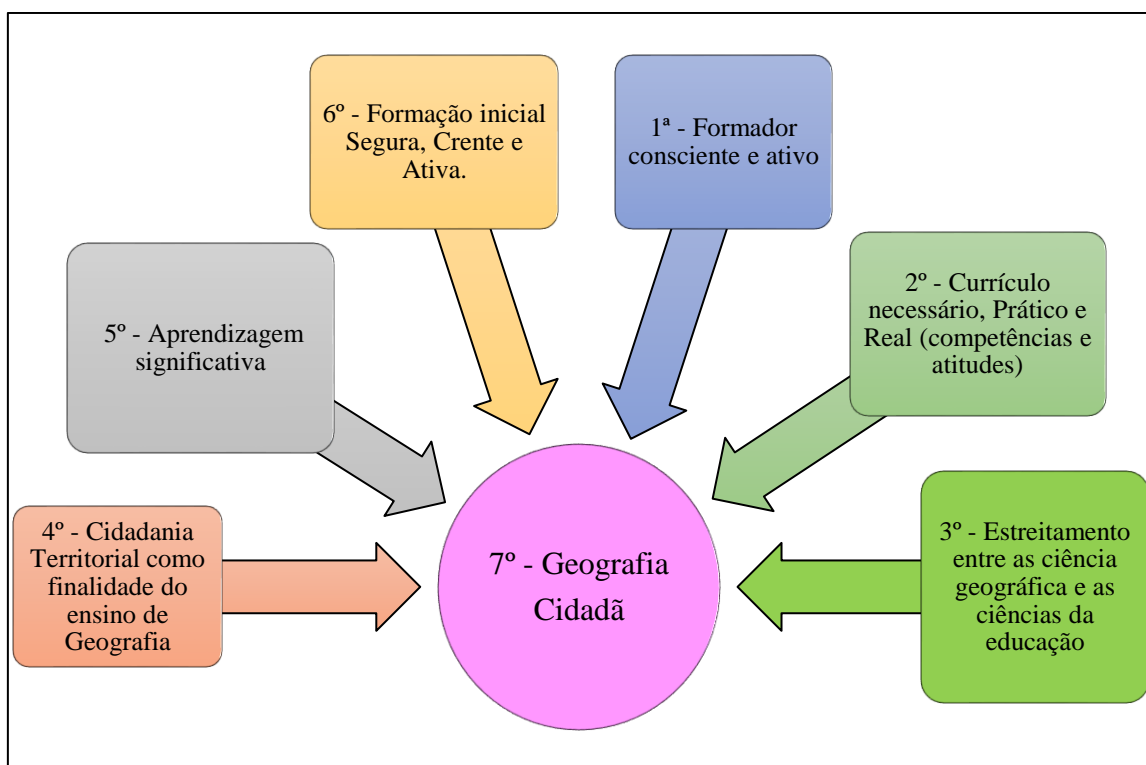 6º - Formação inicial
Segura, Crente e
Ativa.
1ª - Formador
consciente e ativo
5º - Aprendizagem
significativa
2º - Currículo
necessário, Prático e
Real (competências e
atitudes)
4º - Cidadania
Territorial como
finalidade do
ensino de
Geografia
7º - Geografia
Cidadã
3º - Estreitamento
entre as ciência
geográfica e as
ciências da
educação